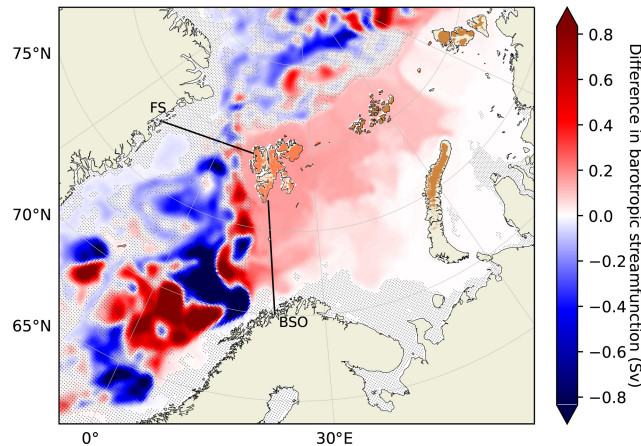 75°N
70°N
65°N
0°
30°E
FS
BSO
0.8
0.6
0.4
0.2
0.0
−0.2
−0.4
−0.6
−0.8
Difference in barotropic streamfunction (Sv)